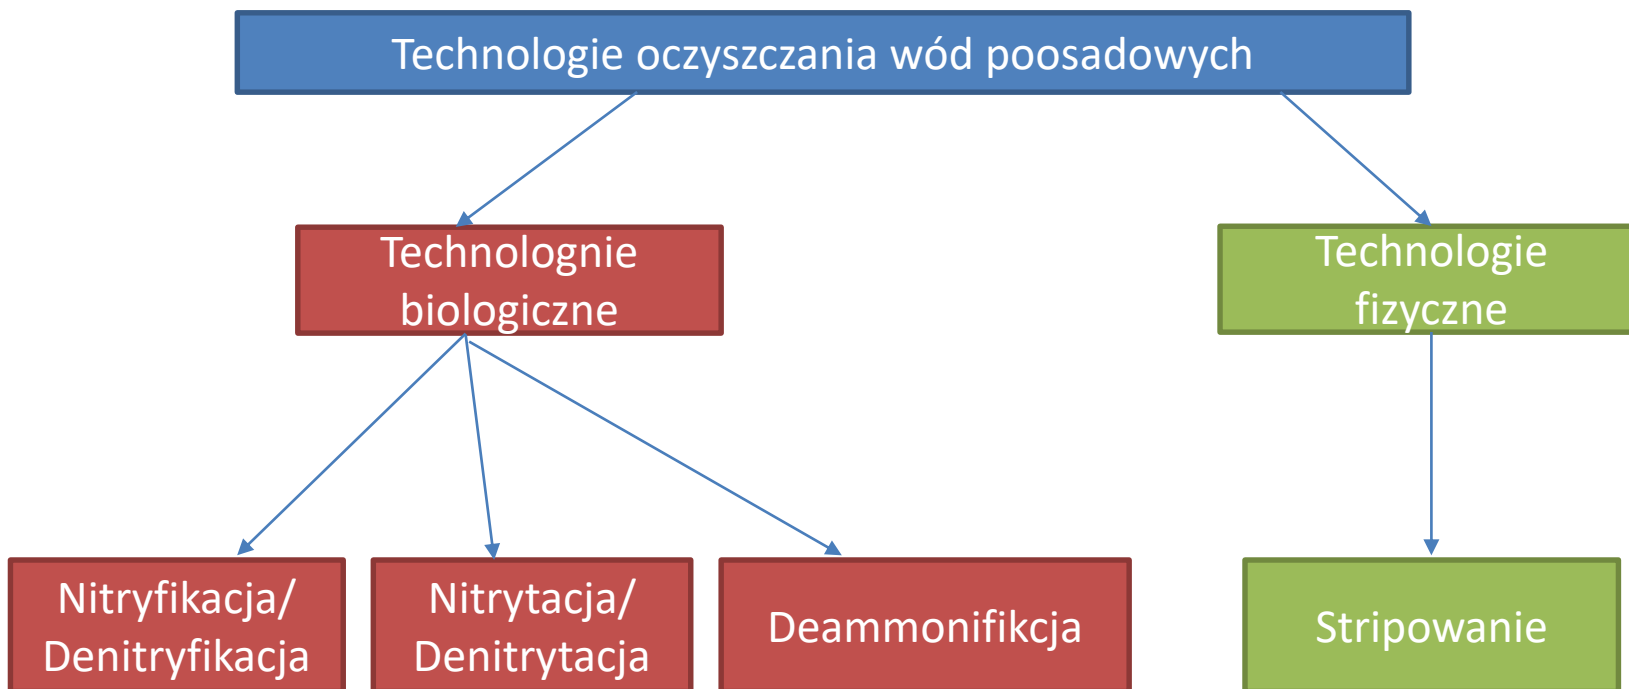 Technologie oczyszczania wód poosadowych
Technolognie
biologiczne
Technologie
fizyczne
Nitryfikacja/
Denitryfikacja
Nitrytacja/
Denitrytacja
Deammonifikcja
Stripowanie